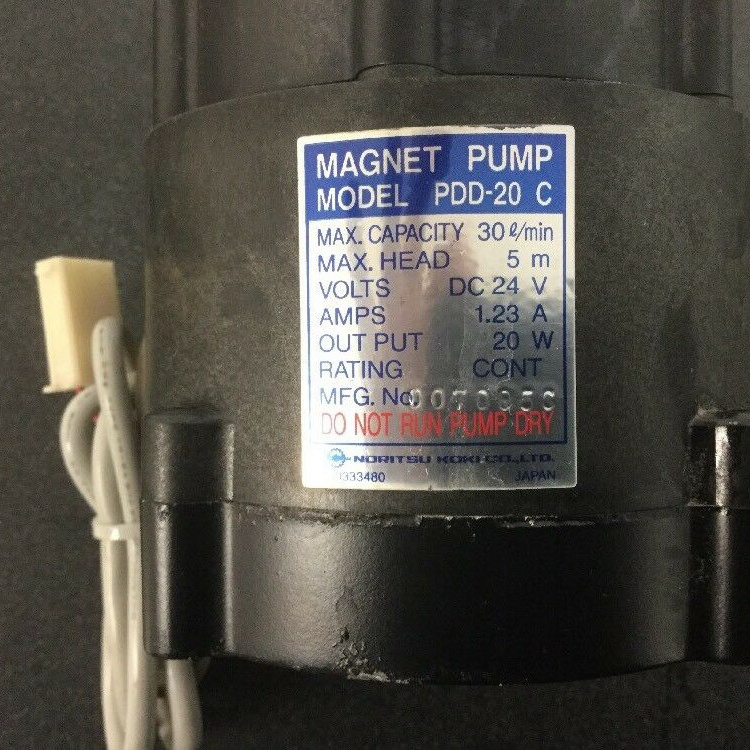 MAGNET PUMP
MODEL PDD-20 C
MAX. CAPACITY 30 ℓ/min
MAX. HEAD 5 m
VOLTS DC 24 V
AMPS 1.23 A
OUT PUT 20 W
RATING CONT
MFG. No.
DO NOT RUN PUMP DRY
NORITSU KOKI CO.,LTD.
JAPAN